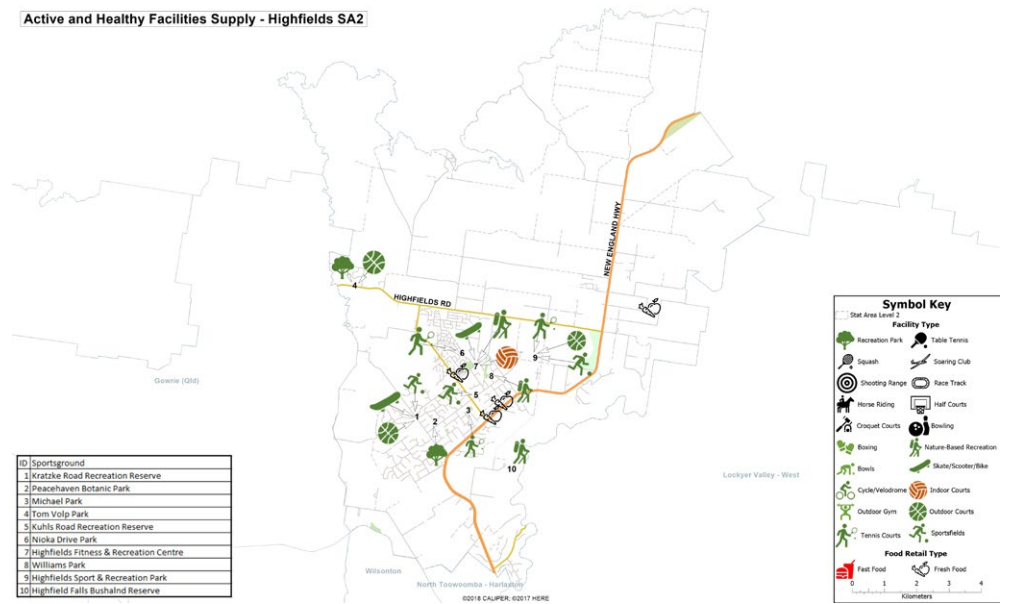 Active and Healthy Facilities Supply - Highfields SA2
NEW ENGLAND HWY
HIGHFIELDS RD
4
6
7
9
8
5
1
3
2
10
Gowrie (Qld)
Lockyer Valley - West
Wilsonton
North Toowoomba - Harlaxton
©2018 CALIPER; ©2017 HERE
ID Sportsground
1 Kratzke Road Recreation Reserve
2 Peacehaven Botanic Park
3 Michael Park
4 Tom Volp Park
5 Kuhls Road Recreation Reserve
6 Nioka Drive Park
7 Highfields Fitness & Recreation Centre
8 Williams Park
9 Highfields Sport & Recreation Park
10 Highfield Falls Bushalnd Reserve
Symbol Key
Stat Area Level 2
Facility Type
Recreation Park Table Tennis
Squash Soaring Club
Shooting Range Race Track
Horse Riding Half Courts
Croquet Courts Bowling
Boxing Nature-Based Recreation
Bowls Skate/Scooter/Bike
Cycle/Velodrome Indoor Courts
Outdoor Gym Outdoor Courts
Tennis Courts Sportsfields
Food Retail Type
Fast Food Fresh Food
0 1 2 3 4
Kilometers